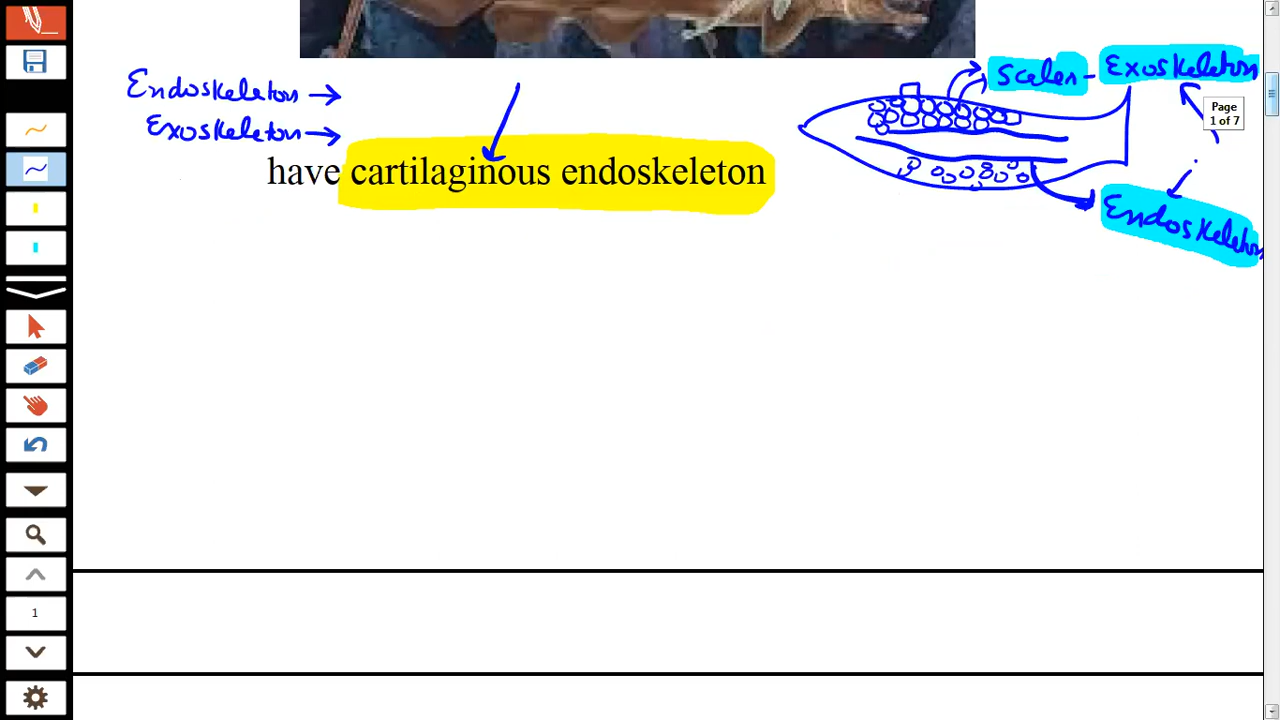 Endoskeleton →
Exoskeleton →
have cartilaginous endoskeleton
Scales - Exoskeleton
Endoskeleton
Page
1 of 7
1